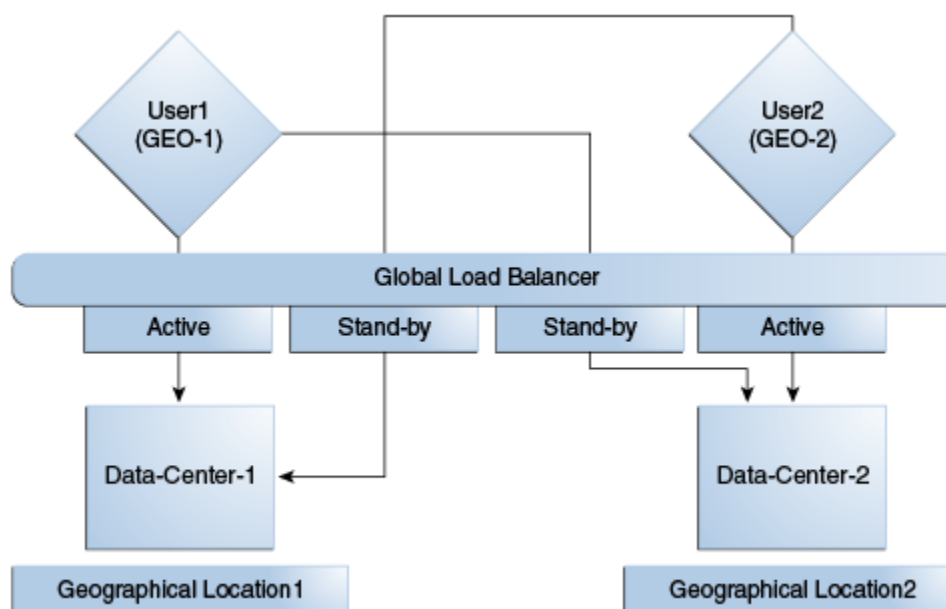 User1
(GEO-1)
User2
(GEO-2)
Global Load Balancer
Active
Stand-by
Stand-by
Active
Data-Center-1
Data-Center-2
Geographical Location1
Geographical Location2